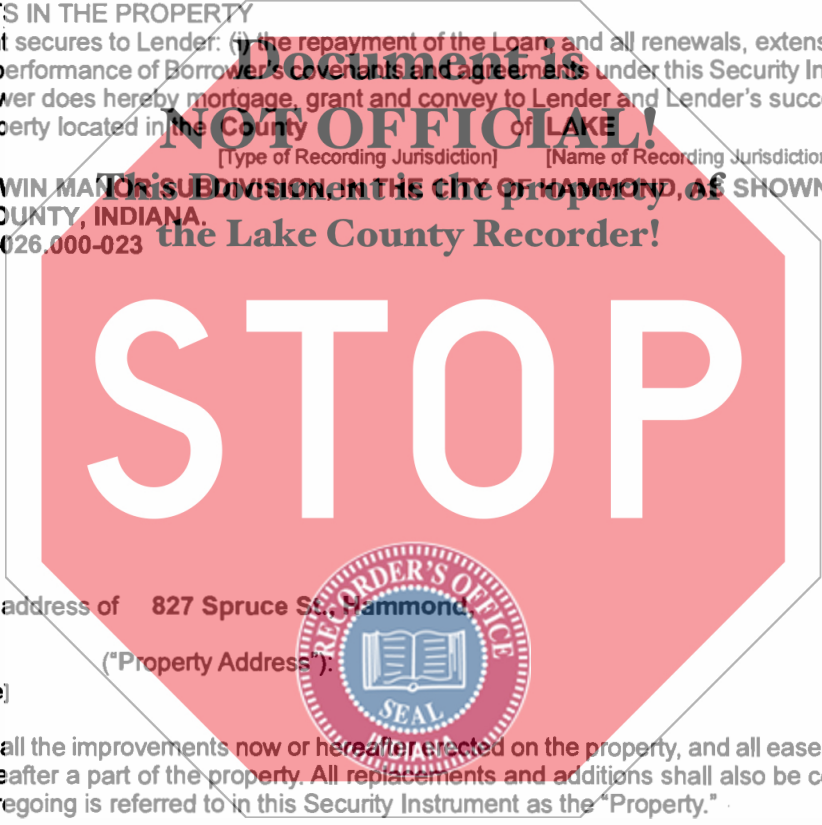 S IN THE PROPERTY
t secures to Lender: (i) the repayment of the Loan, and all renewals, extens
erformance of Borrower's covenants and agreements under this Security In
wer does hereby mortgage, grant and convey to Lender and Lender's succ
perty located in the County of LAKE
[Type of Recording Jurisdiction] [Name of Recording Jurisdiction
WIN MANOR SUBDIVISION, IN THE CITY OF HAMMOND, AS SHOWN
OUNTY, INDIANA.
026.000-023
Document is
NOT OFFICIAL!
This Document is the property of
the Lake County Recorder!
STOP
address of 827 Spruce St., Hammond,
("Property Address"):
e]
RECORDER'S OFFICE
SEAL
INDIANA
all the improvements now or hereafter erected on the property, and all ease
eafter a part of the property. All replacements and additions shall also be c
egoing is referred to in this Security Instrument as the "Property."